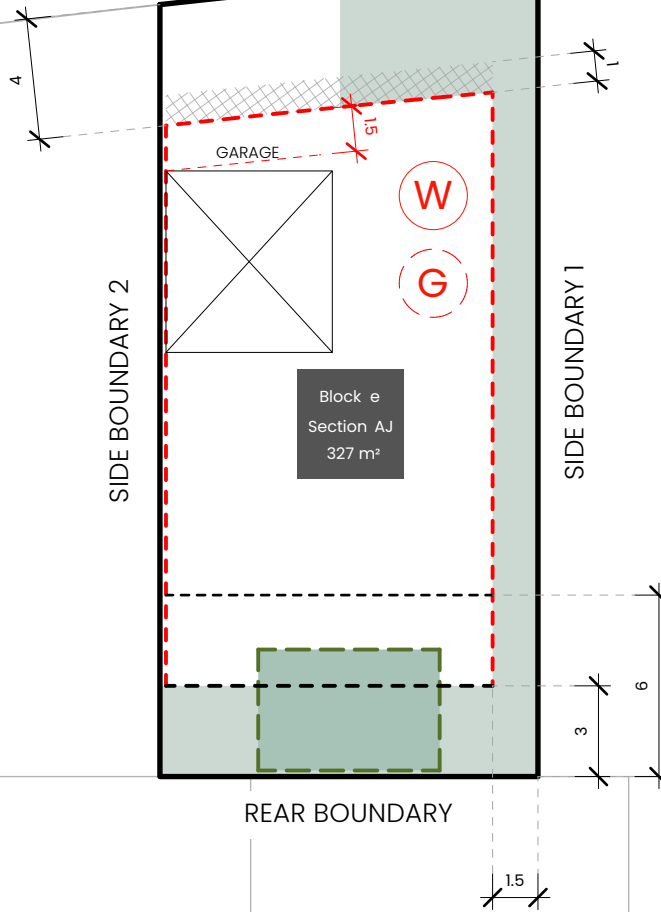 4
1
1.5
GARAGE
W
G
SIDE BOUNDARY 2
SIDE BOUNDARY 1
Block e
Section AJ
327 m²
6
3
REAR BOUNDARY
1.5